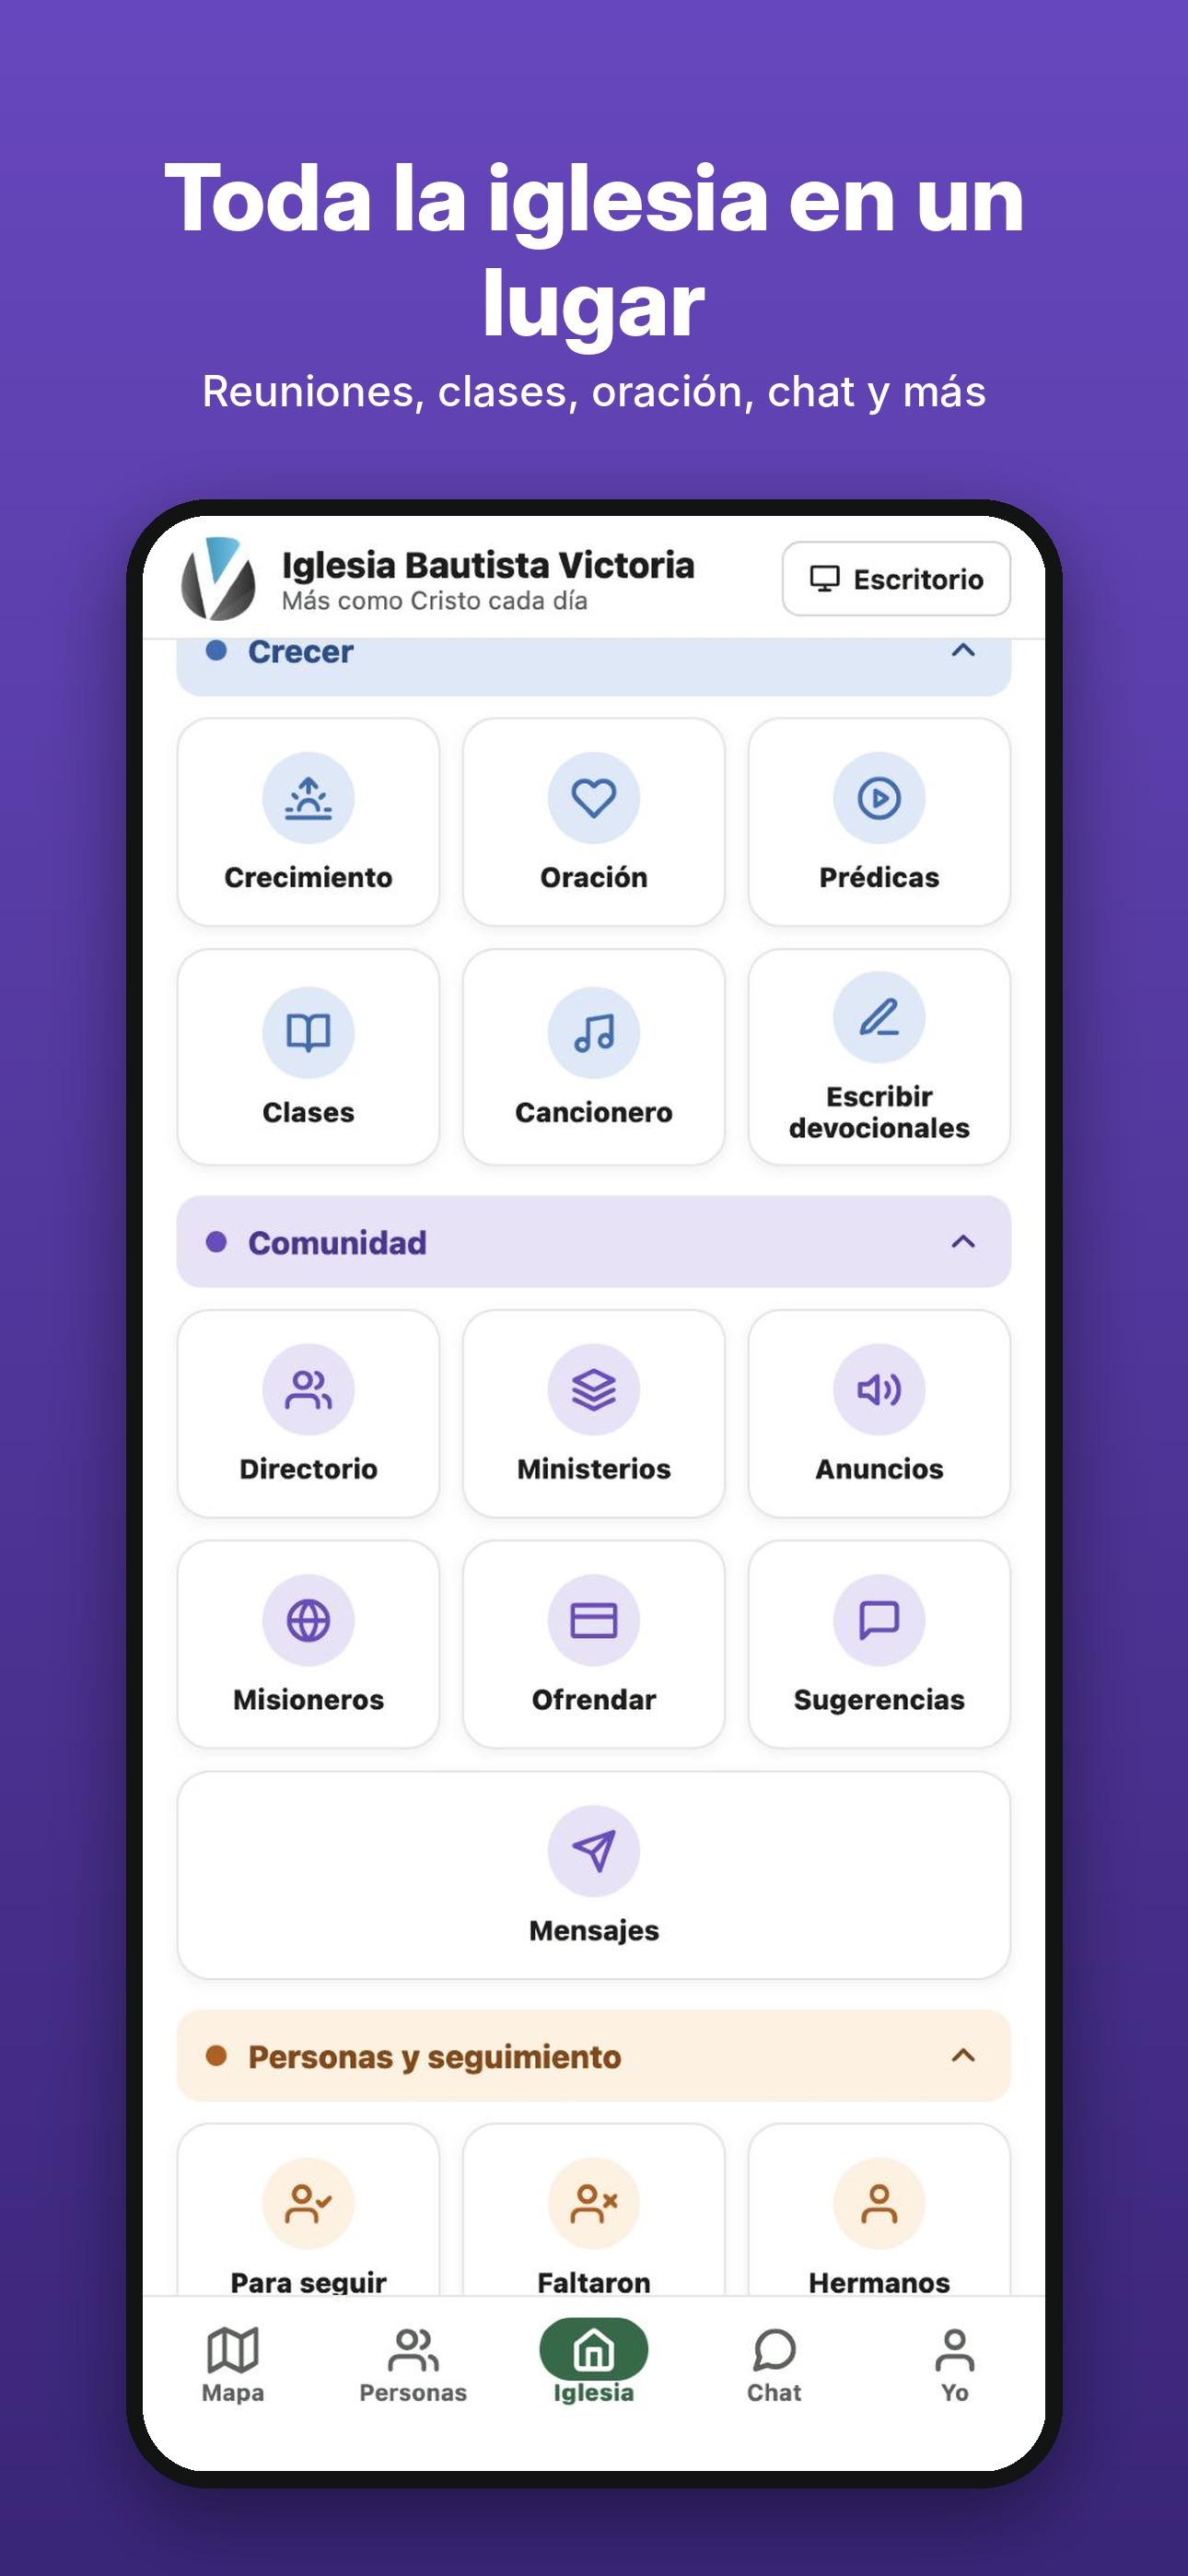 Toda la iglesia en un
lugar
Reuniones, clases, oración, chat y más
Iglesia Bautista Victoria
Más como Cristo cada día
Escritorio
Crecer
Crecimiento
Oración
Prédicas
Clases
Cancionero
Escribir
devocionales
Comunidad
Directorio
Ministerios
Anuncios
Misioneros
Ofrendar
Sugerencias
Mensajes
Personas y seguimiento
Para seguir
Faltaron
Hermanos
Mapa
Personas
Iglesia
Chat
Yo